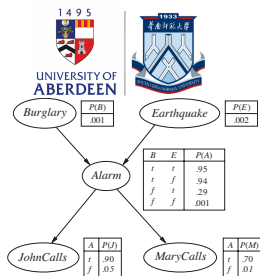 1495
1933
UNIVERSITY OF
ABERDEEN
Burglary
P(B)
.001
Earthquake
P(E)
.002
Alarm
B E P(A)
t t .95
t f .94
f t .29
f f .001
JohnCalls
A P(J)
t .90
f .05
MaryCalls
A P(M)
t .70
f .01